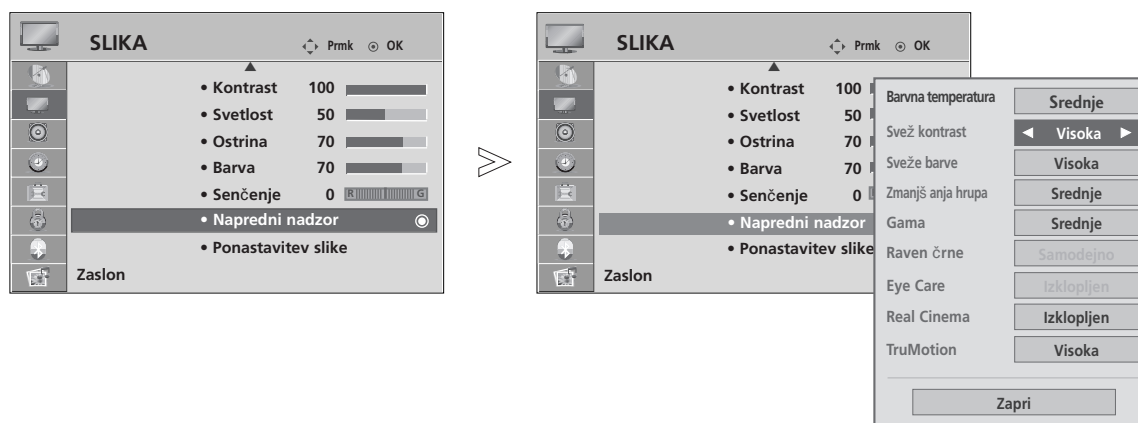 SLIKA
Prmk OK
• Kontrast 100
• Svetlost 50
• Ostrina 70
• Barva 70
• Senčenje 0 R G
• Napredni nadzor
• Ponastavitev slike
Zaslon
SLIKA
Prmk OK
• Kontrast 100
• Svetlost 50
• Ostrina 70
• Barva 70
• Senčenje 0
• Napredni nadzor
• Ponastavitev slike
Zaslon
Barvna temperatura Srednje
Svež kontrast ◄ Visoka ►
Sveže barve Visoka
Zmanjš anja hrupa Srednje
Gama Srednje
Raven črne Samodejno
Eye Care Izklopljen
Real Cinema Izklopljen
TruMotion Visoka
Zapri